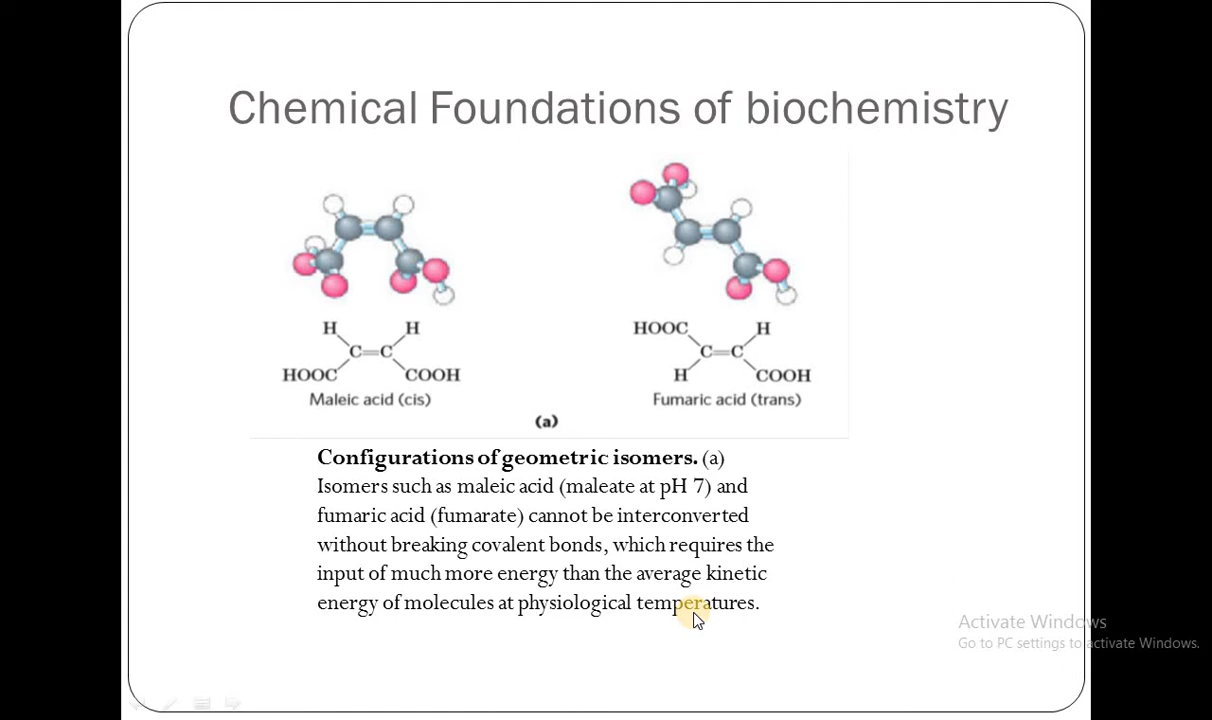 Chemical Foundations of biochemistry
H H
C=C
HOOC COOH
Maleic acid (cis)
HOOC H
C=C
H COOH
Fumaric acid (trans)
(a)
Configurations of geometric isomers. (a)
Isomers such as maleic acid (maleate at pH 7) and
fumaric acid (fumarate) cannot be interconverted
without breaking covalent bonds, which requires the
input of much more energy than the average kinetic
energy of molecules at physiological temperatures.
Activate Windows
Go to PC settings to activate Windows.